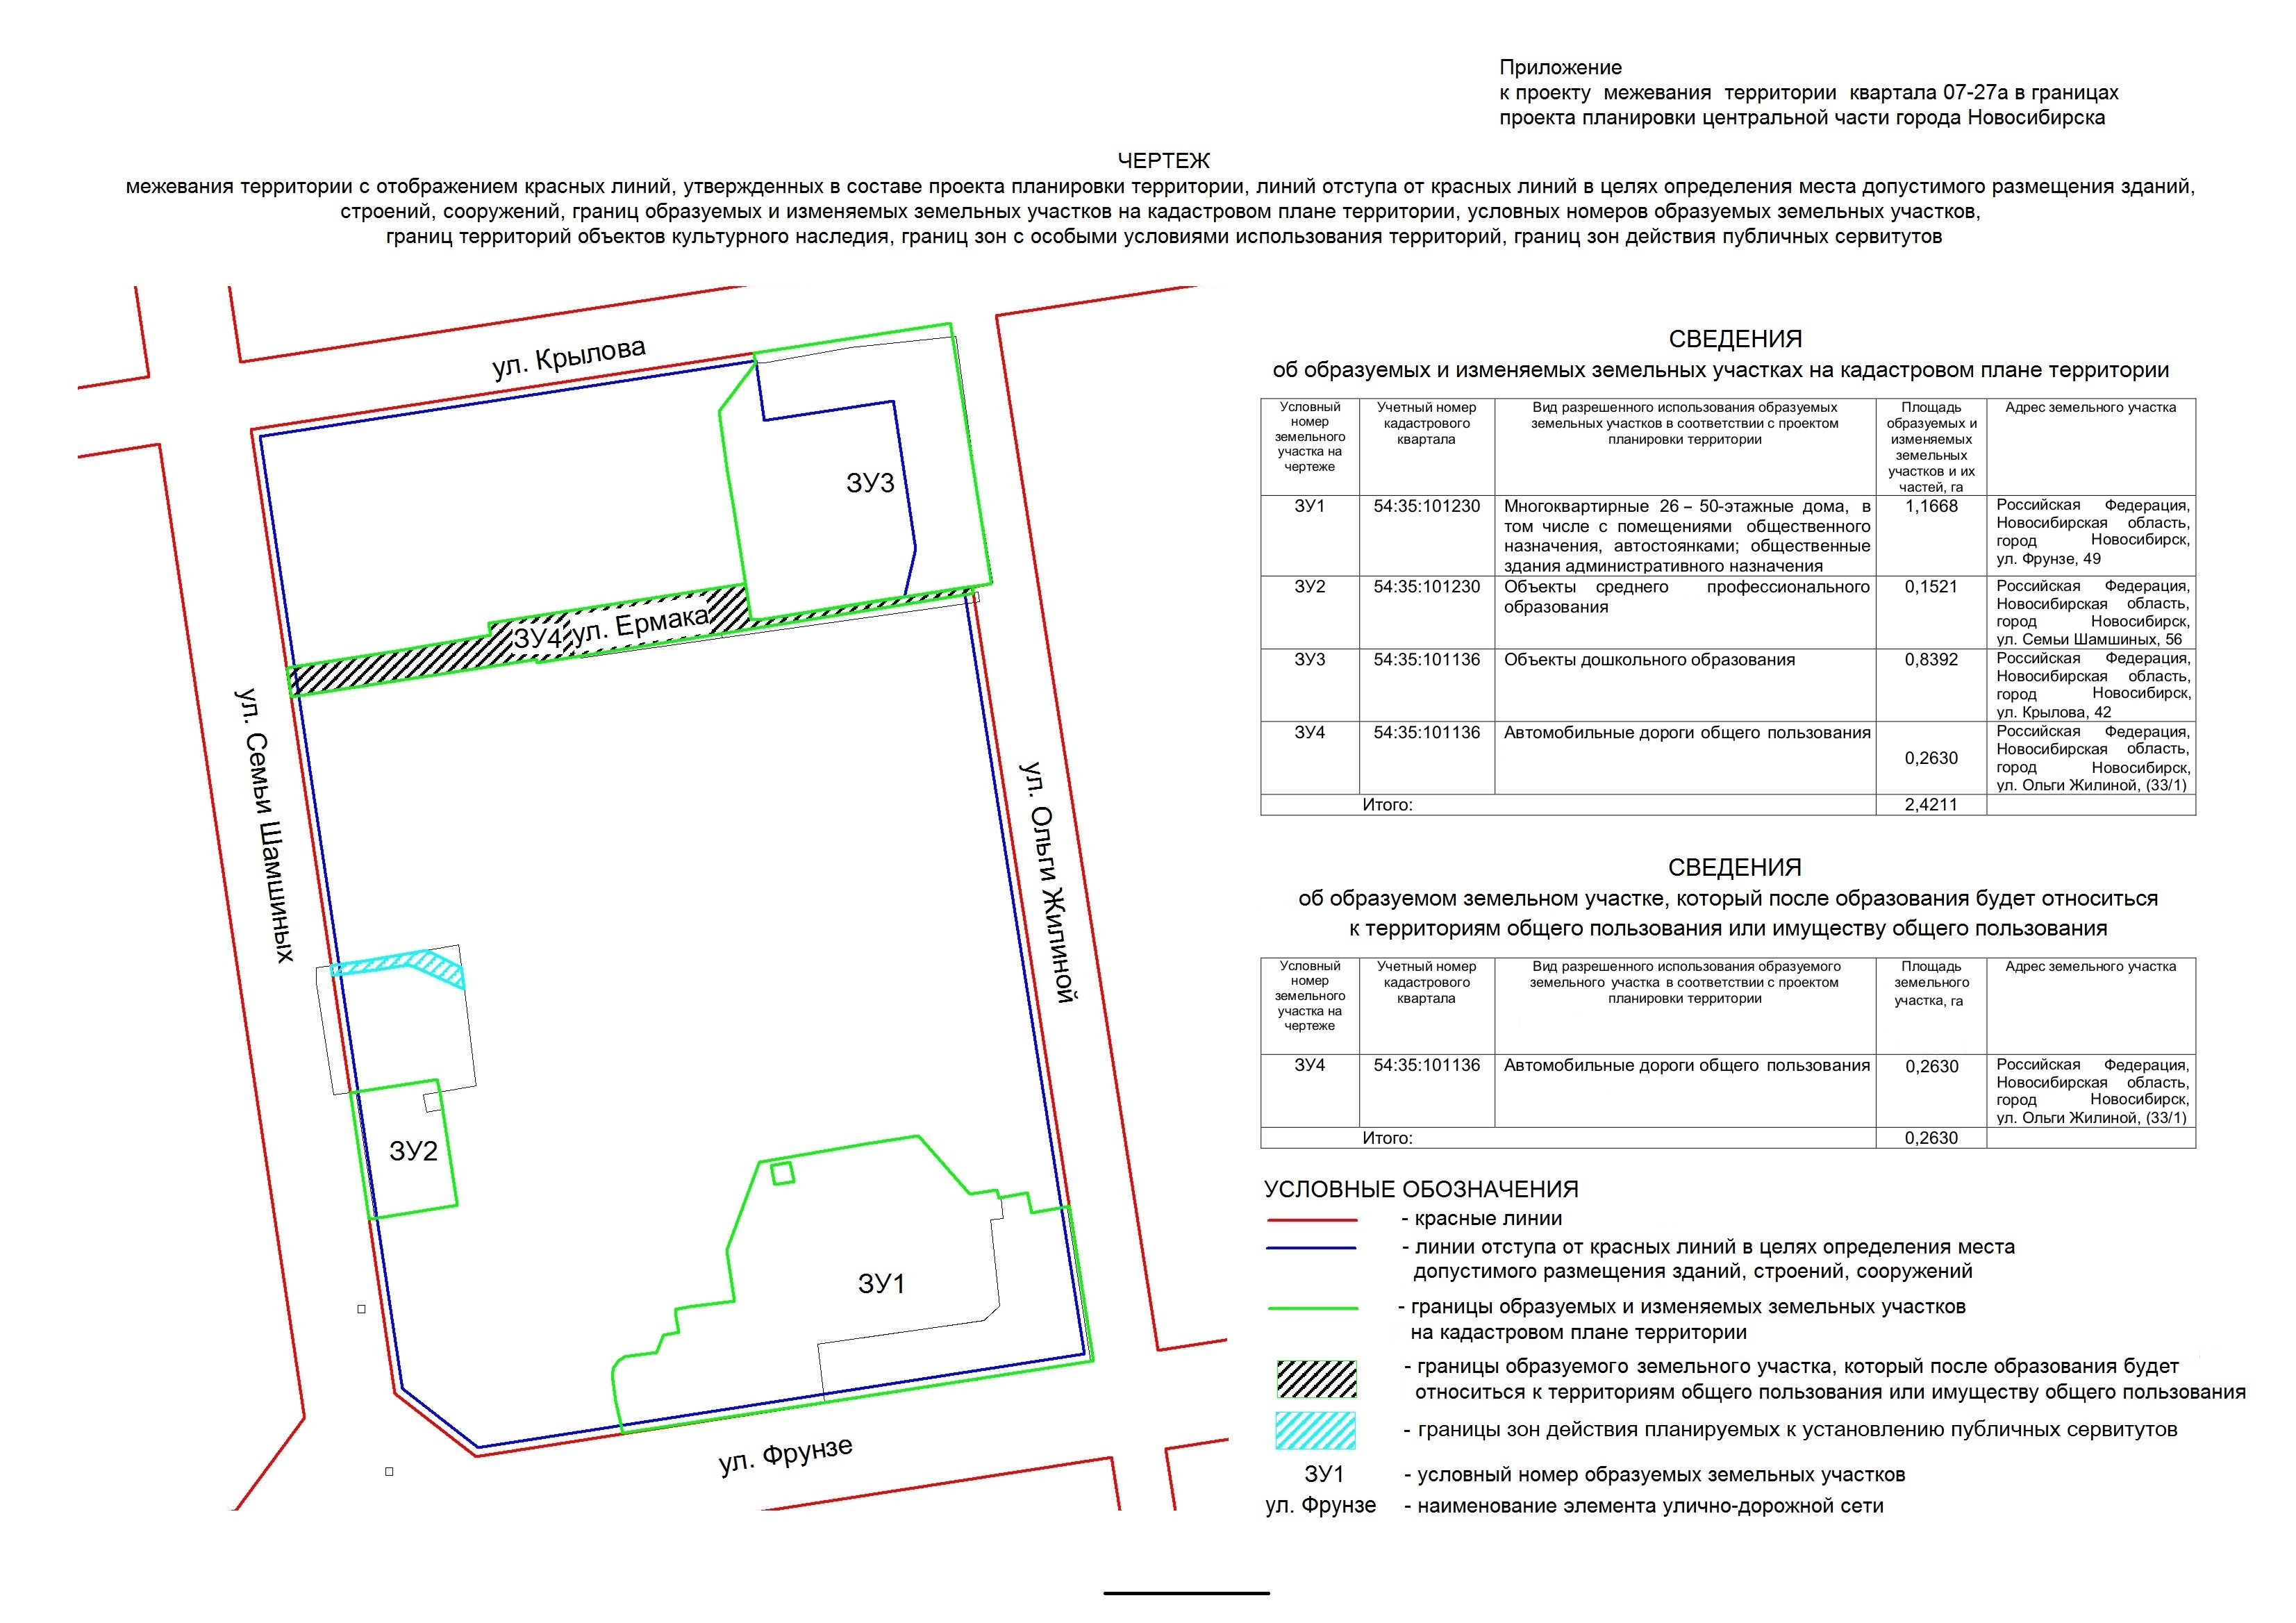 Приложение
к проекту межевания территории квартала 07-27а в границах
проекта планировки центральной части города Новосибирска
ЧЕРТЕЖ
межевания территории с отображением красных линий, утвержденных в составе проекта планировки территории, линий отступа от красных линий в целях определения места допустимого размещения зданий,
строений, сооружений, границ образуемых и изменяемых земельных участков на кадастровом плане территории, условных номеров образуемых земельных участков,
границ территорий объектов культурного наследия, границ зон с особыми условиями использования территорий, границ зон действия публичных сервитутов
ул. Крылова
ЗУ3
ЗУ4
ул. Ермака
ул. Семьи Шамшиных
ул. Ольги Жилиной
ЗУ2
ЗУ1
ул. Фрунзе
СВЕДЕНИЯ
об образуемых и изменяемых земельных участках на кадастровом плане территории
Условный
номер
земельного
участка на
чертеже
Учетный номер
кадастрового
квартала
Вид разрешенного использования образуемых
земельных участков в соответствии с проектом
планировки территории
Площадь
образуемых и
изменяемых
земельных
участков и их
частей, га
Адрес земельного участка
ЗУ1
54:35:101230
Многоквартирные 26 – 50-этажные дома, в
том числе с помещениями общественного
назначения, автостоянками; общественные
здания административного назначения
1,1668
Российская Федерация,
Новосибирская область,
город Новосибирск,
ул. Фрунзе, 49
ЗУ2
54:35:101230
Объекты среднего профессионального
образования
0,1521
Российская Федерация,
Новосибирская область,
город Новосибирск,
ул. Семьи Шамшиных, 56
ЗУ3
54:35:101136
Объекты дошкольного образования
0,8392
Российская Федерация,
Новосибирская область,
город Новосибирск,
ул. Крылова, 42
ЗУ4
54:35:101136
Автомобильные дороги общего пользования
0,2630
Российская Федерация,
Новосибирская область,
город Новосибирск,
ул. Ольги Жилиной, (33/1)
Итого:
2,4211
СВЕДЕНИЯ
об образуемом земельном участке, который после образования будет относиться
к территориям общего пользования или имуществу общего пользования
Условный
номер
земельного
участка на
чертеже
Учетный номер
кадастрового
квартала
Вид разрешенного использования образуемого
земельного участка в соответствии с проектом
планировки территории
Площадь
земельного
участка, га
Адрес земельного участка
ЗУ4
54:35:101136
Автомобильные дороги общего пользования
0,2630
Российская Федерация,
Новосибирская область,
город Новосибирск,
ул. Ольги Жилиной, (33/1)
Итого:
0,2630
УСЛОВНЫЕ ОБОЗНАЧЕНИЯ
- красные линии
- линии отступа от красных линий в целях определения места
допустимого размещения зданий, строений, сооружений
- границы образуемых и изменяемых земельных участков
на кадастровом плане территории
- границы образуемого земельного участка, который после образования будет
относиться к территориям общего пользования или имуществу общего пользования
- границы зон действия планируемых к установлению публичных сервитутов
ЗУ1 - условный номер образуемых земельных участков
ул. Фрунзе - наименование элемента улично-дорожной сети